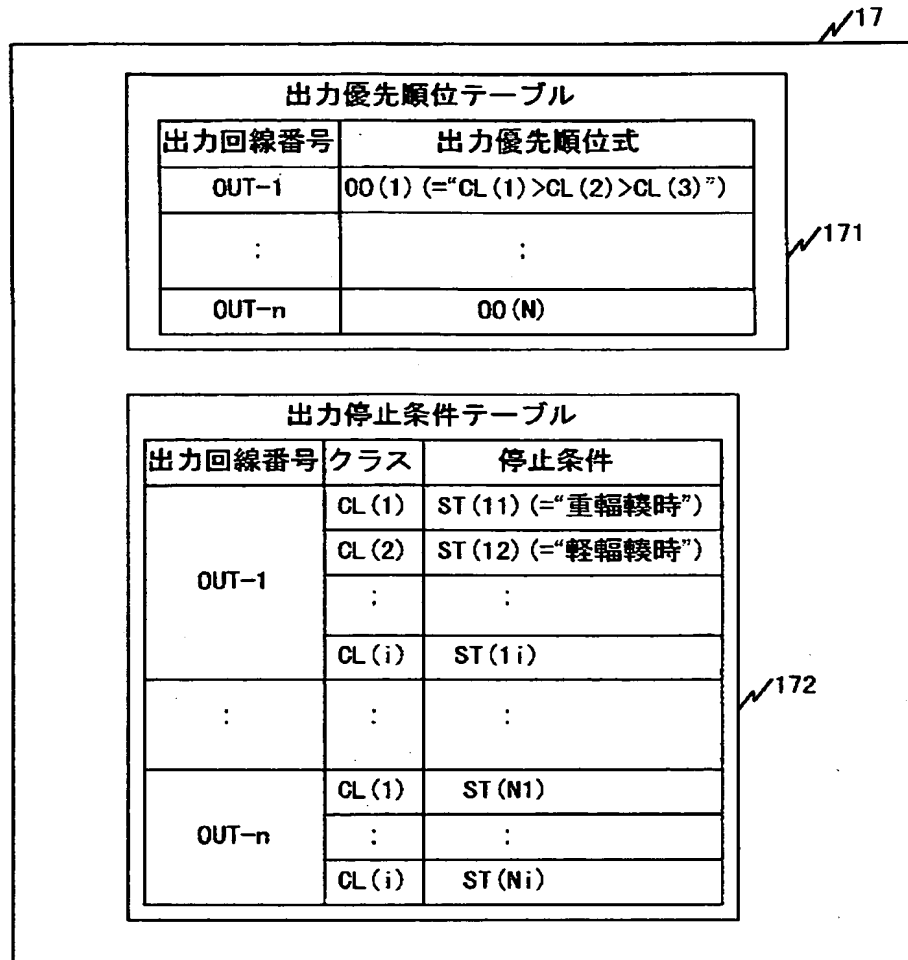 17
出力優先順位テーブル
出力回線番号 出力優先順位式
OUT-1 OO(1)(="CL(1)>CL(2)>CL(3)")
: :
OUT-n OO(N)
171
出力停止条件テーブル
出力回線番号 クラス 停止条件
OUT-1 CL(1) ST(11)(="重輻輳時")
CL(2) ST(12)(="軽輻輳時")
: :
CL(i) ST(1i)
172
: : :
OUT-n CL(1) ST(N1)
: :
CL(i) ST(Ni)